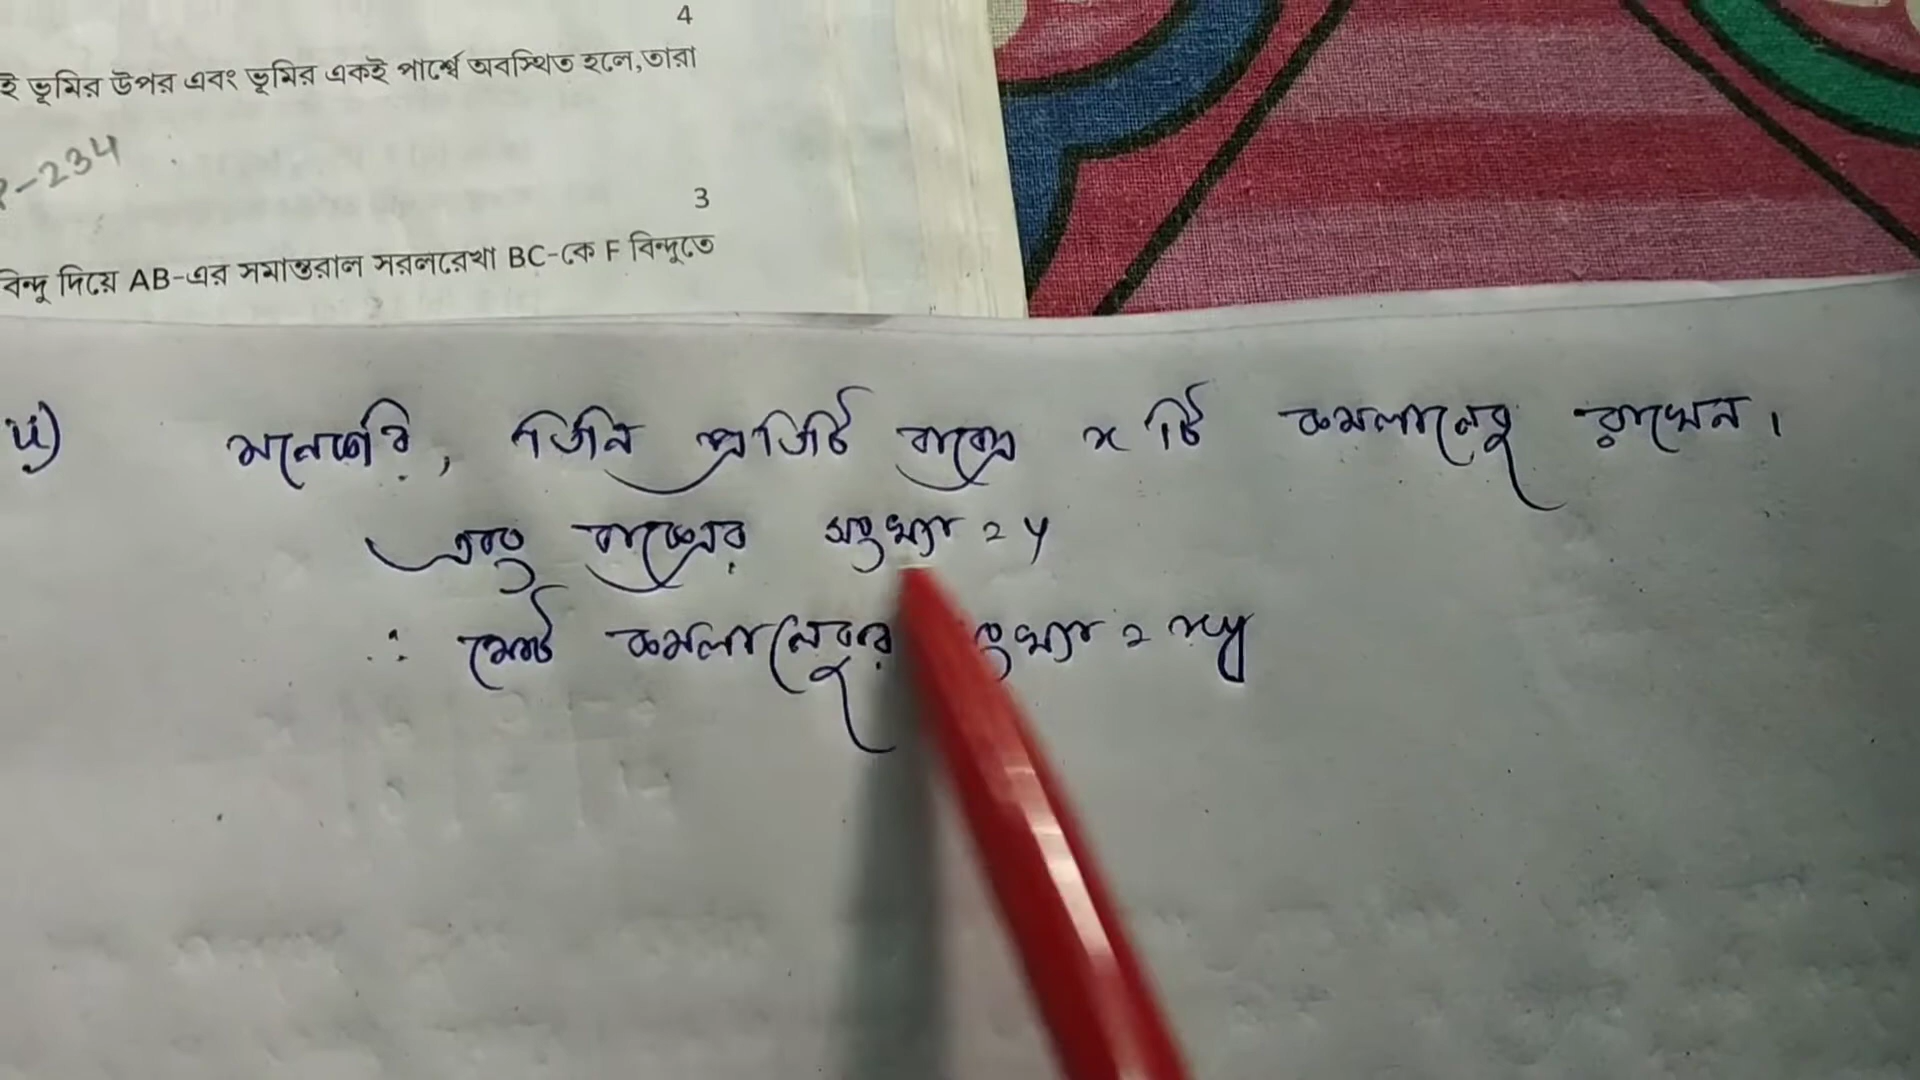 4
ই ভূমির উপর এবং ভূমির একই পার্শ্বে অবস্থিত হলে,তারা
-234
3
বিন্দু দিয়ে AB-এর সমান্তরাল সরলরেখা BC-কে F বিন্দুতে
ii) মনেকরি, তিনি প্রতিটি বাক্সে x টি কমলালেবু রাখেন।
এবং বাক্সের সংখ্যা = y
∴ মোট কমলালেবুর সংখ্যা = xy